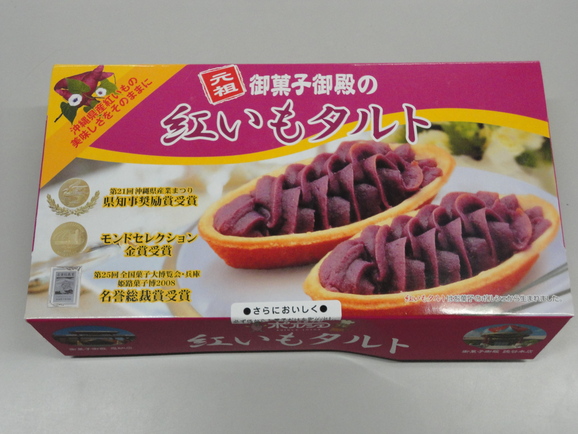 沖縄県産紅いもの
美味しさをそのままに
元祖
御菓子御殿の
紅いもタルト
第21回 沖縄県産業まつり
県知事奨励賞受賞
モンドセレクション
金賞受賞
第25回 全国菓子大博覧会・兵庫
姫路菓子博2008
名誉総裁賞受賞
●さらにおいしく●
紅いもタルト